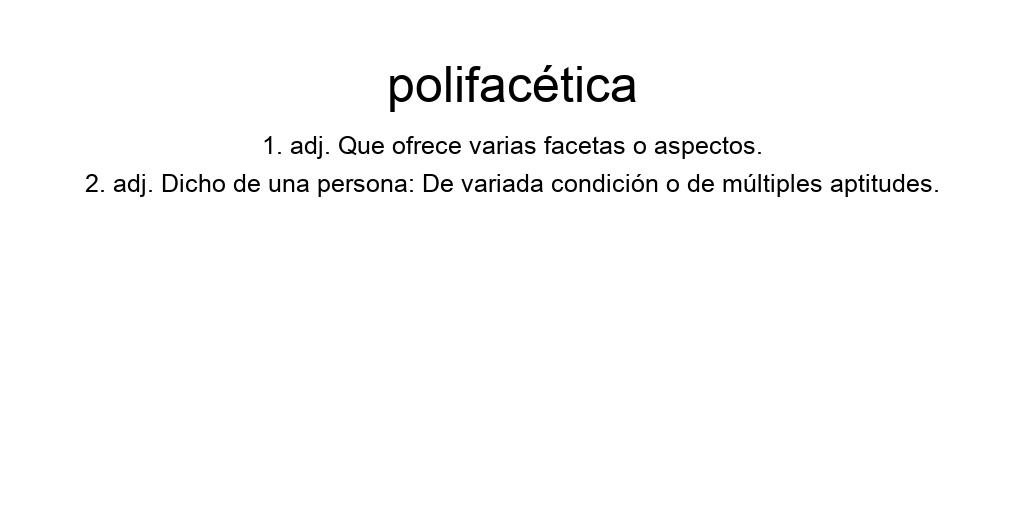 polifacética
1. adj. Que ofrece varias facetas o aspectos.
2. adj. Dicho de una persona: De variada condición o de múltiples aptitudes.